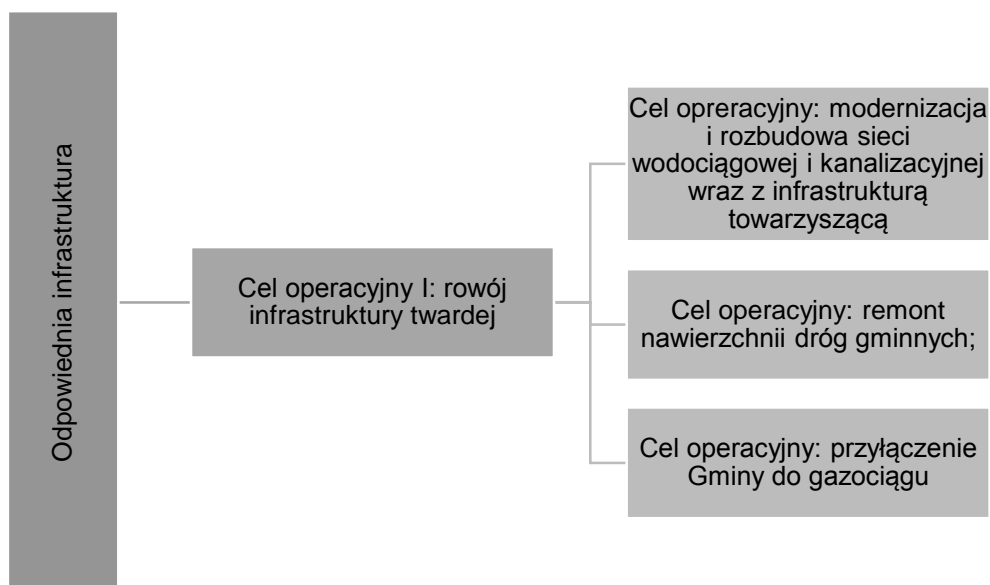 Odpowiednia infrastruktura
Cel operacyjny I: rowój
infrastruktury twardej
Cel opreracyjny: modernizacja
i rozbudowa sieci
wodociągowej i kanalizacyjnej
wraz z infrastrukturą
towarzyszącą
Cel operacyjny: remont
nawierzchnii dróg gminnych;
Cel operacyjny: przyłączenie
Gminy do gazociągu